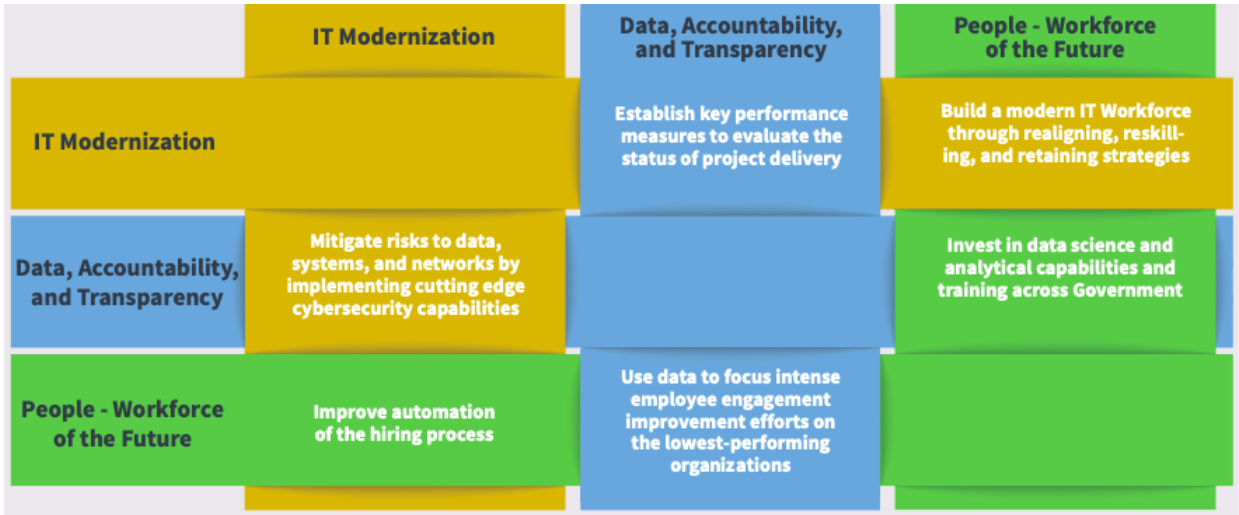 IT Modernization
Data, Accountability,
and Transparency
People - Workforce
of the Future
IT Modernization
Establish key performance
measures to evaluate the
status of project delivery
Build a modern IT Workforce
through realigning, reskill-
ing, and retaining strategies
Data, Accountability,
and Transparency
Mitigate risks to data,
systems, and networks by
implementing cutting edge
cybersecurity capabilities
Invest in data science and
analytical capabilities and
training across Government
People - Workforce
of the Future
Improve automation
of the hiring process
Use data to focus intense
employee engagement
improvement efforts on
the lowest-performing
organizations